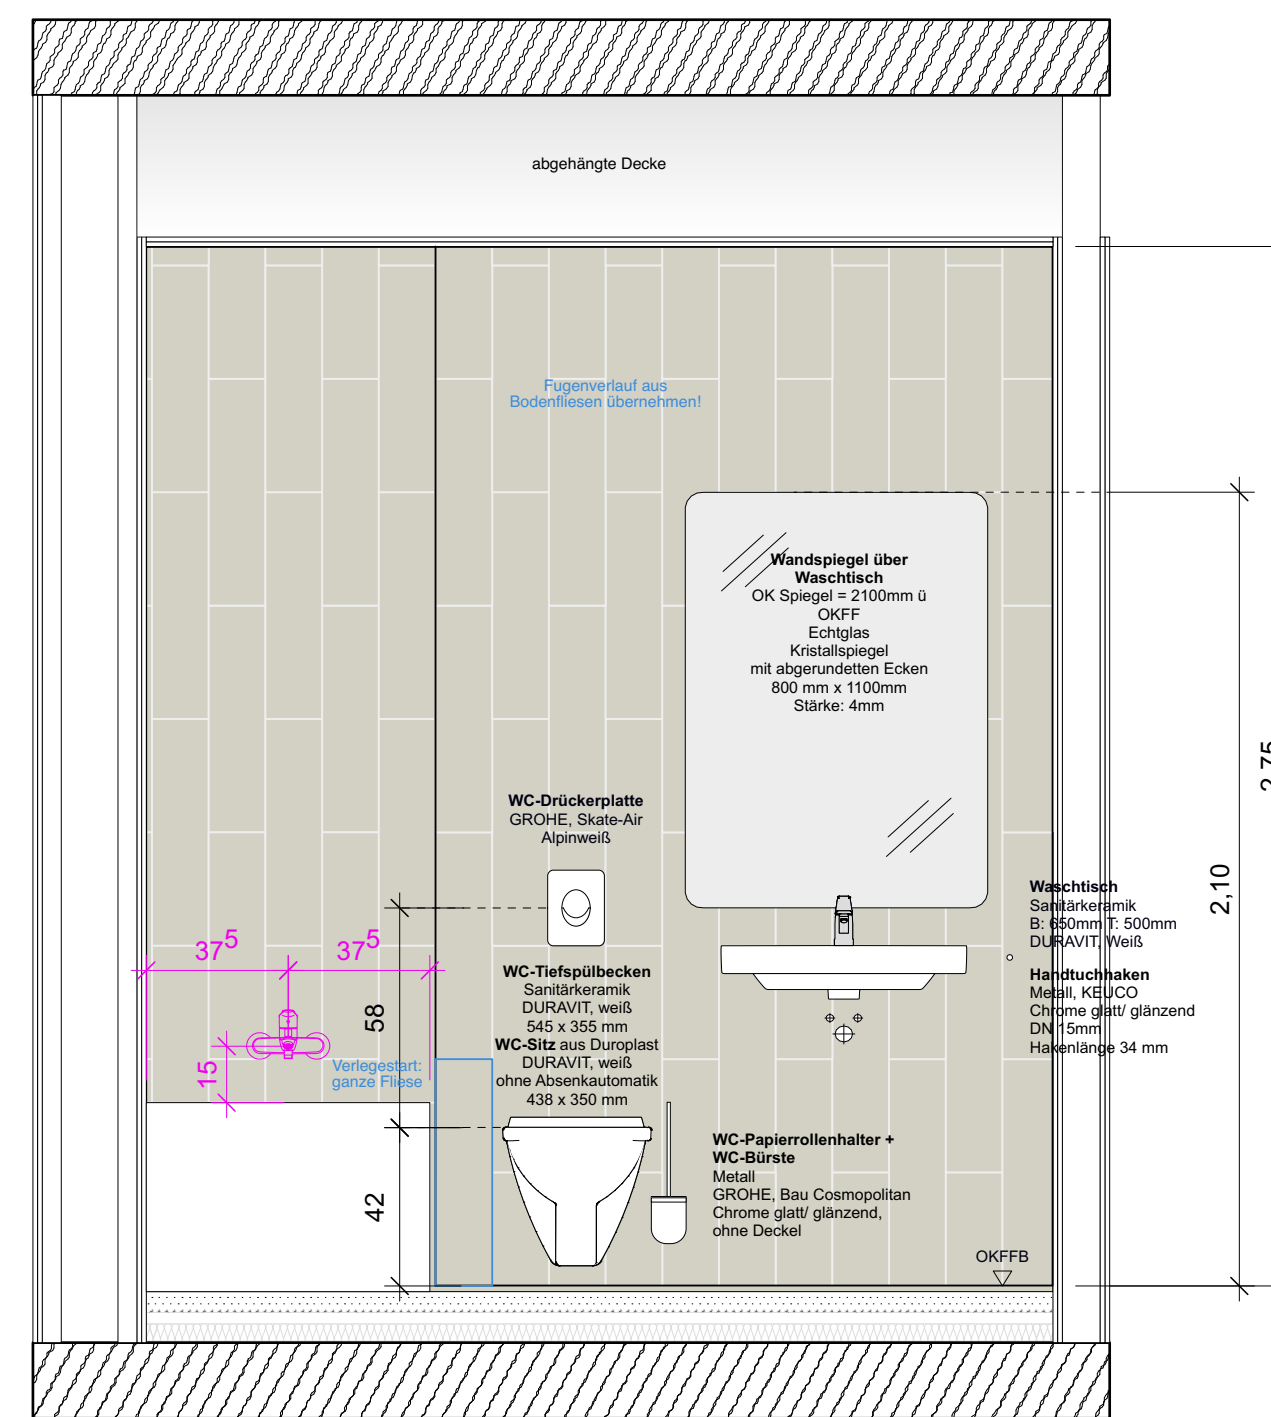 abgehängte Decke
Fugenverlauf aus
Bodenfliesen übernehmen!
Wandspiegel über
Waschtisch
OK Spiegel = 2100mm ü
OKFF
Echtglas
Kristallspiegel
mit abgerundetten Ecken
800 mm x 1100mm
Stärke: 4mm
2,75
2,10
WC-Drückerplatte
GROHE, Skate-Air
Alpinweiß
Waschtisch
Sanitärkeramik
B: 650mm T: 500mm
DURAVIT, Weiß
Handtuchhaken
Metall, KEUCO
Chrome glatt/ glänzend
DN 15mm
Hakenlänge 34 mm
37⁵
37⁵
58
15
WC-Tiefspülbecken
Sanitärkeramik
DURAVIT, weiß
545 x 355 mm
WC-Sitz aus Duroplast
DURAVIT, weiß
ohne Absenkautomatik
438 x 350 mm
Verlegestart:
ganze Fliese
42
WC-Papierrollenhalter +
WC-Bürste
Metall
GROHE, Bau Cosmopolitan
Chrome glatt/ glänzend,
ohne Deckel
OKFFB